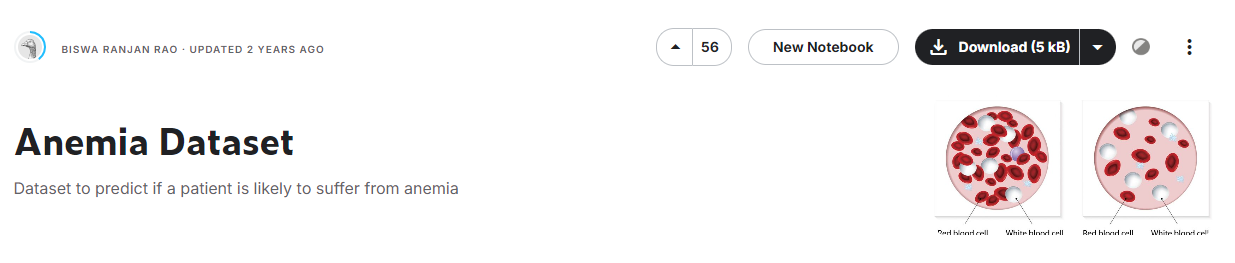 BISWA RANJAN RAO · UPDATED 2 YEARS AGO
56
New Notebook
Download (5 kB)
Anemia Dataset
Dataset to predict if a patient is likely to suffer from anemia
Red blood cell White blood cell Red blood cell White blood cell